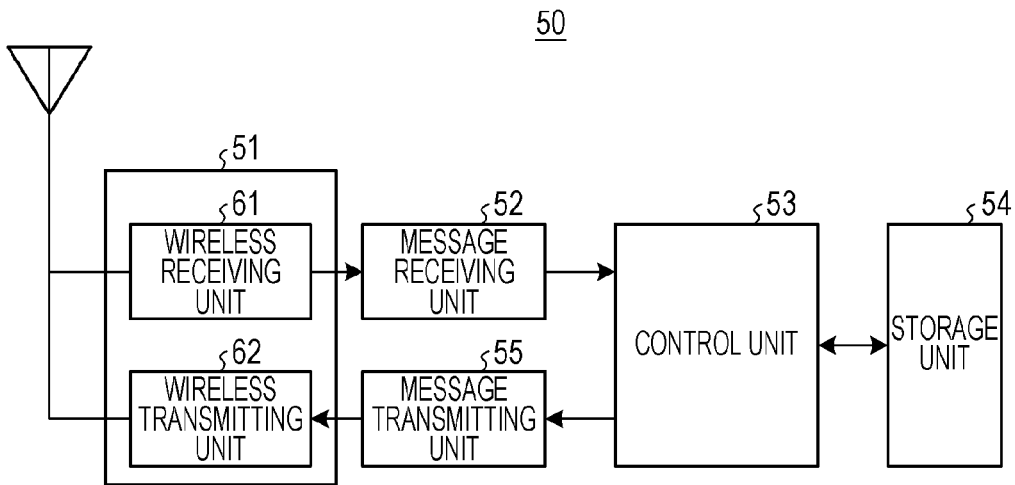 50
51
61
WIRELESS
RECEIVING
UNIT
52
MESSAGE
RECEIVING
UNIT
53
CONTROL UNIT
54
STORAGE
UNIT
62
WIRELESS
TRANSMITTING
UNIT
55
MESSAGE
TRANSMITTING
UNIT